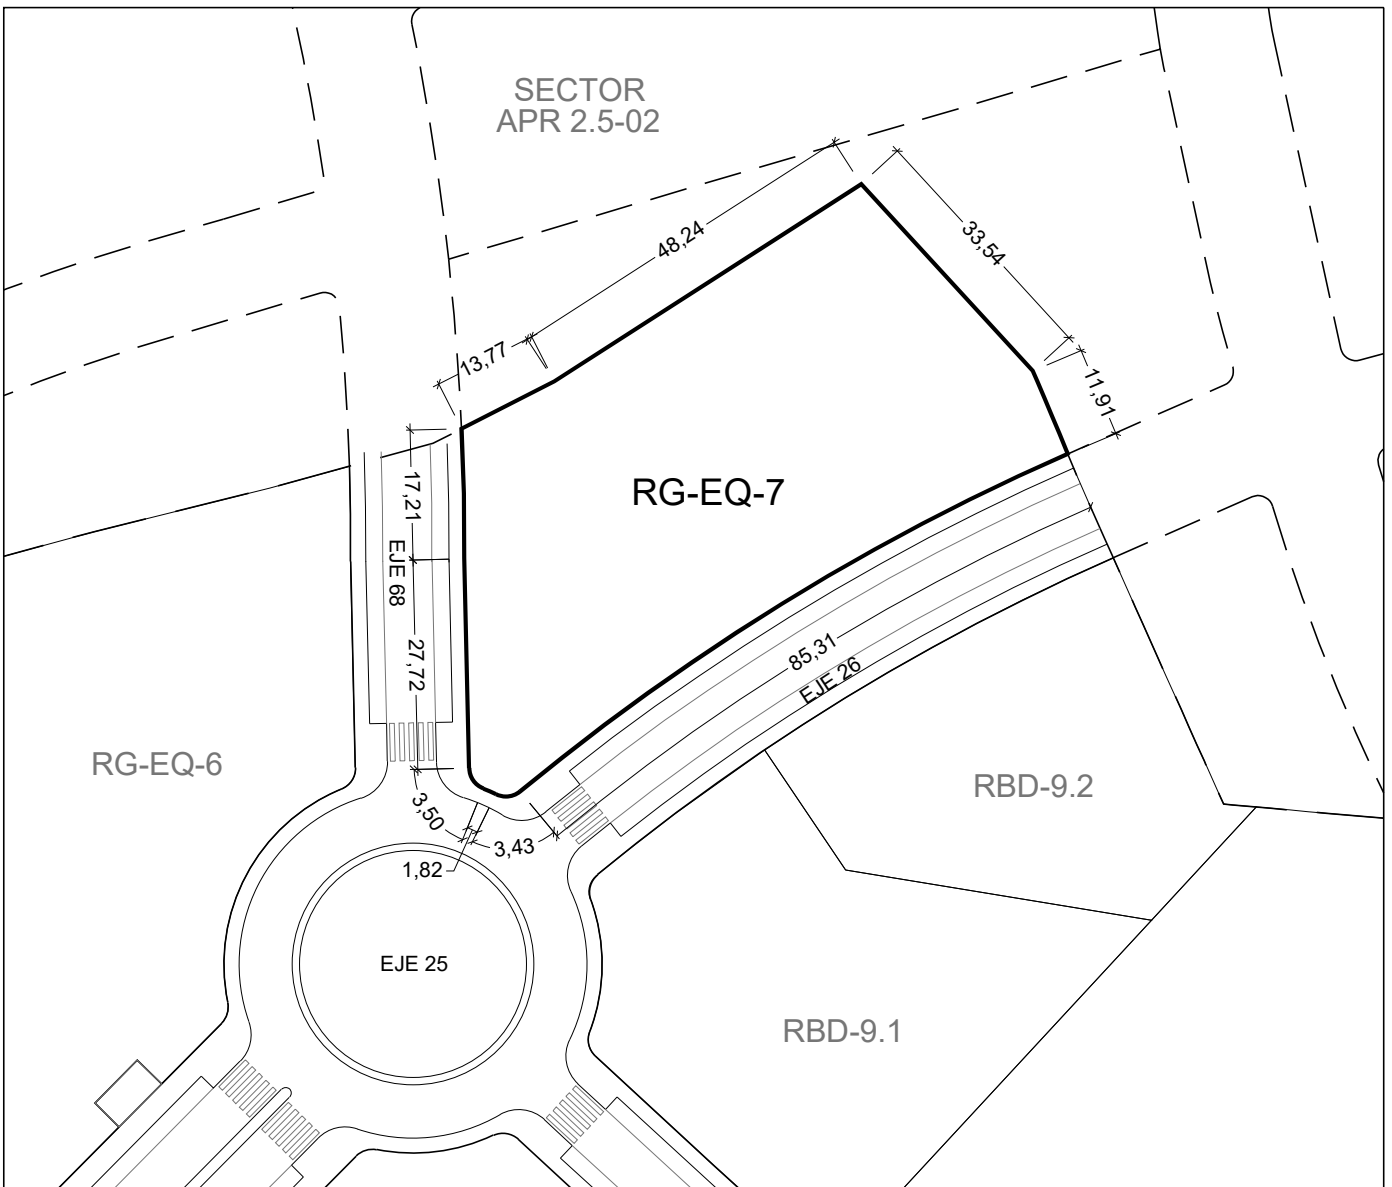 SECTOR
APR 2.5-02
48,24
33,54
13,77
11,91
17,21
RG-EQ-7
EJE 68
27,72
85,31
EJE 26
RG-EQ-6
RBD-9.2
3,50
3,43
1,82
EJE 25
RBD-9.1